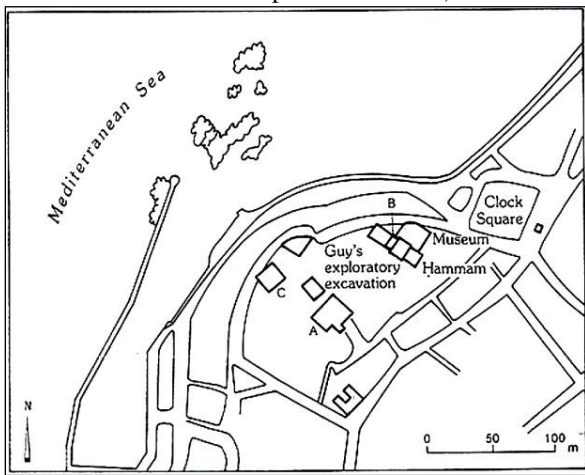 Mediterranean Sea
Clock
Square
B
Museum
Guy's
exploratory
excavation
Hammam
C
A
N
0 50 100
m